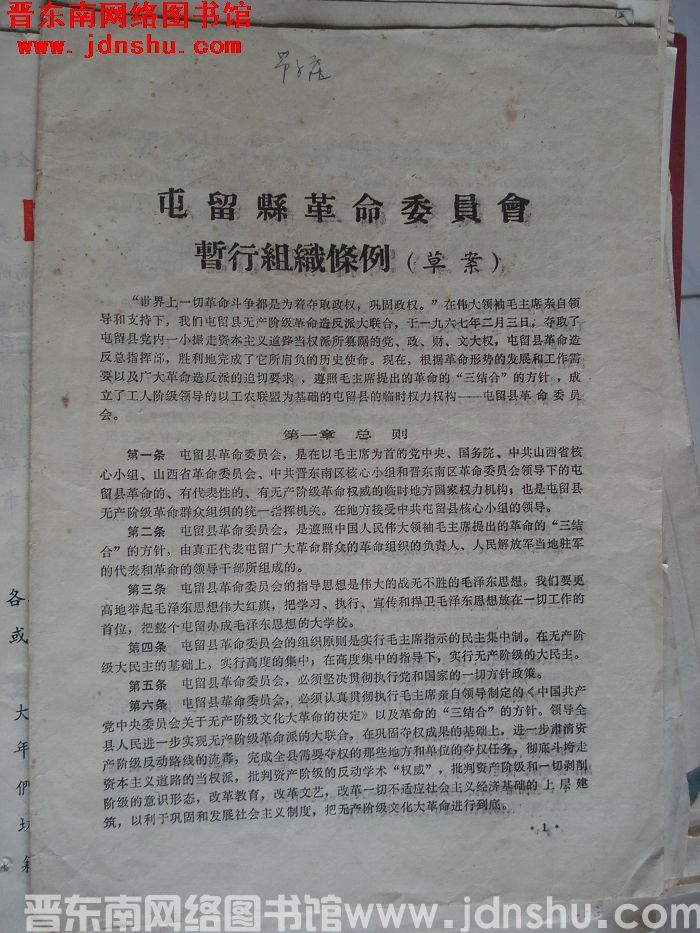 晋东南网络图书馆
www.jdnshu.com
屯留縣革命委員會
暫行組織條例（草案）
“世界上一切革命斗争都是为着夺取政权，巩固政权。”在伟大领袖毛主席亲自领
导和支持下，我们屯留县无产阶级革命造反派大联合，于一九六七年二月三日，夺取了
屯留县党内一小撮走资本主义道路当权派所篡踞的党、政、财、文大权，屯留县革命造
反总指挥部，胜利地完成了它所肩负的历史使命。现在，根据革命形势的发展和工作需
要以及广大革命造反派的迫切要求，遵照毛主席提出的革命的“三结合”的方针，成
立了工人阶级领导的以工农联盟为基础的屯留县的临时权力权构——屯留县革命委员
会。
第一章 总则
第一条 屯留县革命委员会，是在以毛主席为首的党中央、国务院、中共山西省核
心小组、山西省革命委员会、中共晋东南区核心小组和晋东南区革命委员会领导下的屯
留县革命的、有代表性的、有无产阶级革命权威的临时地方国家权力机构；也是屯留县
无产阶级革命群众组织的统一指挥机关。在地方接受中共屯留县核心小组的领导。
第二条 屯留县革命委员会，是遵照中国人民伟大领袖毛主席提出的革命的“三结
合”的方针，由真正代表屯留广大革命群众的革命组织的负责人、人民解放军当地驻军
的代表和革命的领导干部所组成的。
第三条 屯留县革命委员会的指导思想是伟大的战无不胜的毛泽东思想。我们要更
高地举起毛泽东思想伟大红旗，把学习、执行、宣传和捍卫毛泽东思想放在一切工作的
首位，把整个屯留办成毛泽东思想的大学校。
第四条 屯留县革命委员会的组织原则是实行毛主席指示的民主集中制。在无产阶
级大民主的基础上，实行高度的集中；在高度集中的指导下，实行无产阶级的大民主。
第五条 屯留县革命委员会，必须坚决贯彻执行党和国家的一切方针政策。
第六条 屯留县革命委员会，必须认真贯彻执行毛主席亲自领导制定的《中国共产
党中央委员会关于无产阶级文化大革命的决定》以及革命的“三结合”的方针。领导全
县人民进一步实现无产阶级革命派的大联合，在巩固夺权成果的基础上，进一步肃清资
产阶级反动路线的流毒，完成全县需要夺权的那些地方和单位的夺权任务，彻底斗垮走
资本主义道路的当权派，批判资产阶级的反动学术“权威”，批判资产阶级和一切剥削
阶级的意识形态，改革教育，改革文艺，改革一切不适应社会主义经济基础的上层建
筑，以利于巩固和发展社会主义制度，把无产阶级文化大革命进行到底。
·1·
各
或
大
年
們
晋东南网络图书馆www.jdnshu.com